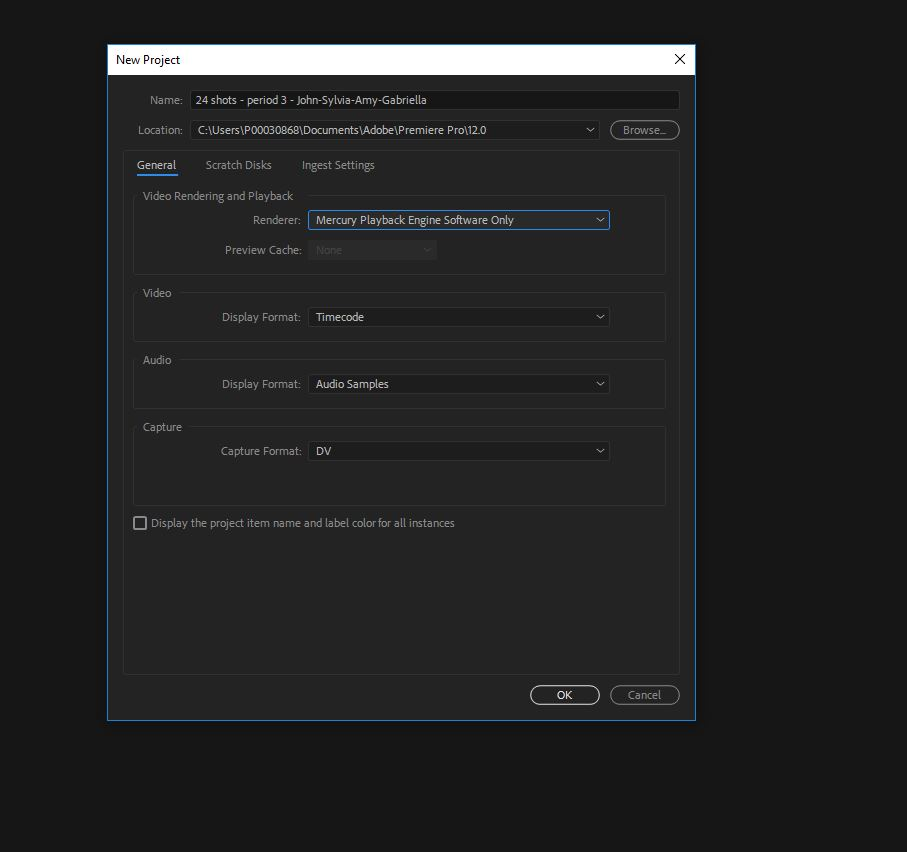 New Project
Name: 24 shots - period 3 - John-Sylvia-Amy-Gabriella
Location: C:\Users\P00030868\Documents\Adobe\Premiere Pro\12.0 Browse...
General Scratch Disks Ingest Settings
Video Rendering and Playback
Renderer: Mercury Playback Engine Software Only
Preview Cache: None
Video
Display Format: Timecode
Audio
Display Format: Audio Samples
Capture
Capture Format: DV
Display the project item name and label color for all instances
OK Cancel